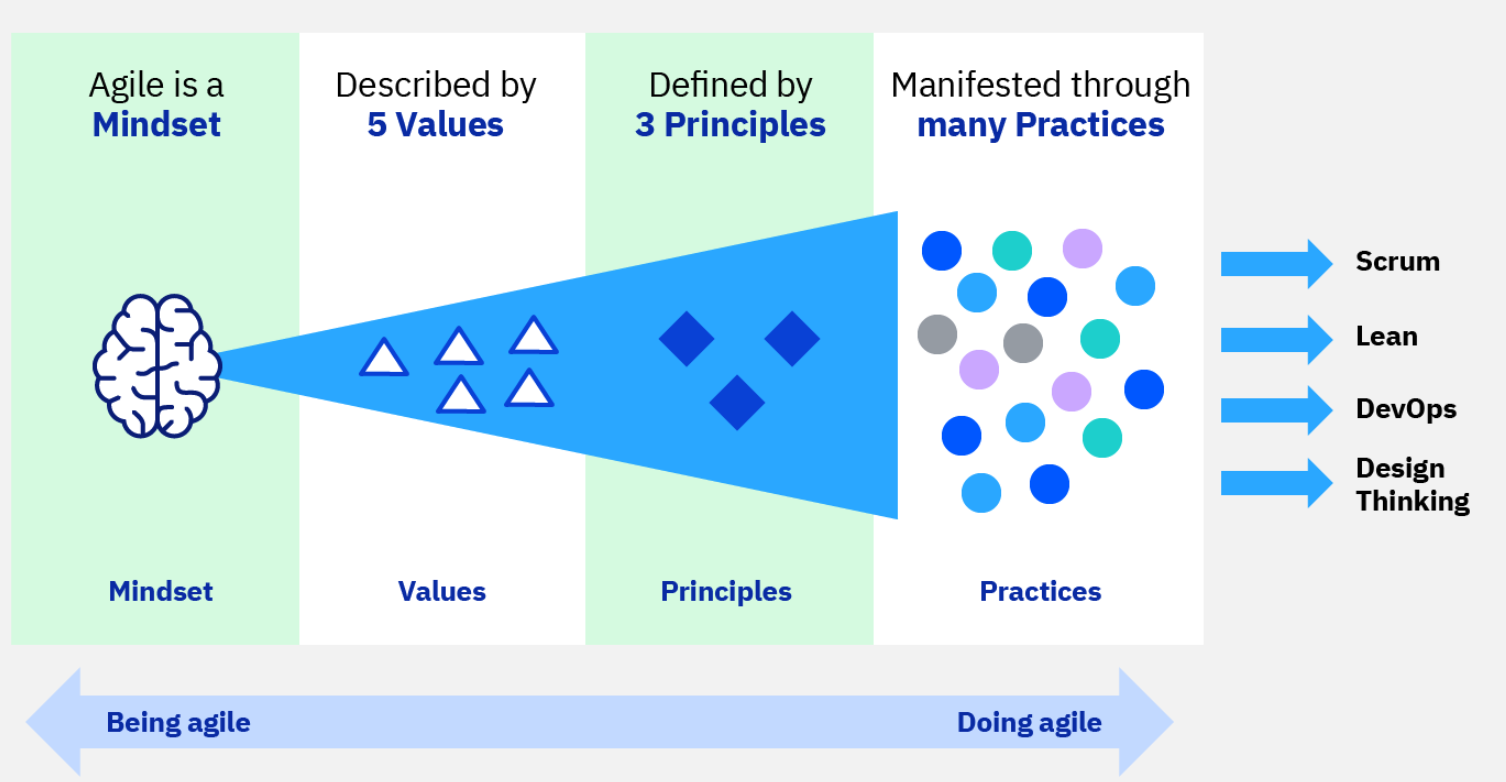 Agile is a
Mindset
Described by
5 Values
Defined by
3 Principles
Manifested through
many Practices
Scrum
Lean
DevOps
Design
Thinking
Mindset
Values
Principles
Practices
Being agile
Doing agile